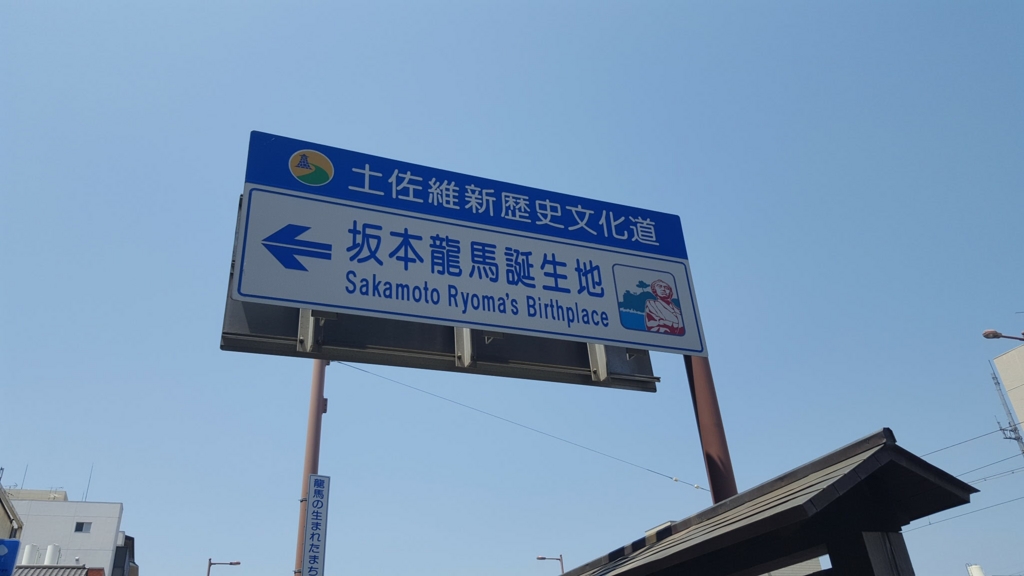 土佐維新歴史文化道
坂本龍馬誕生地
Sakamoto Ryoma's Birthplace
龍馬の生まれたまち